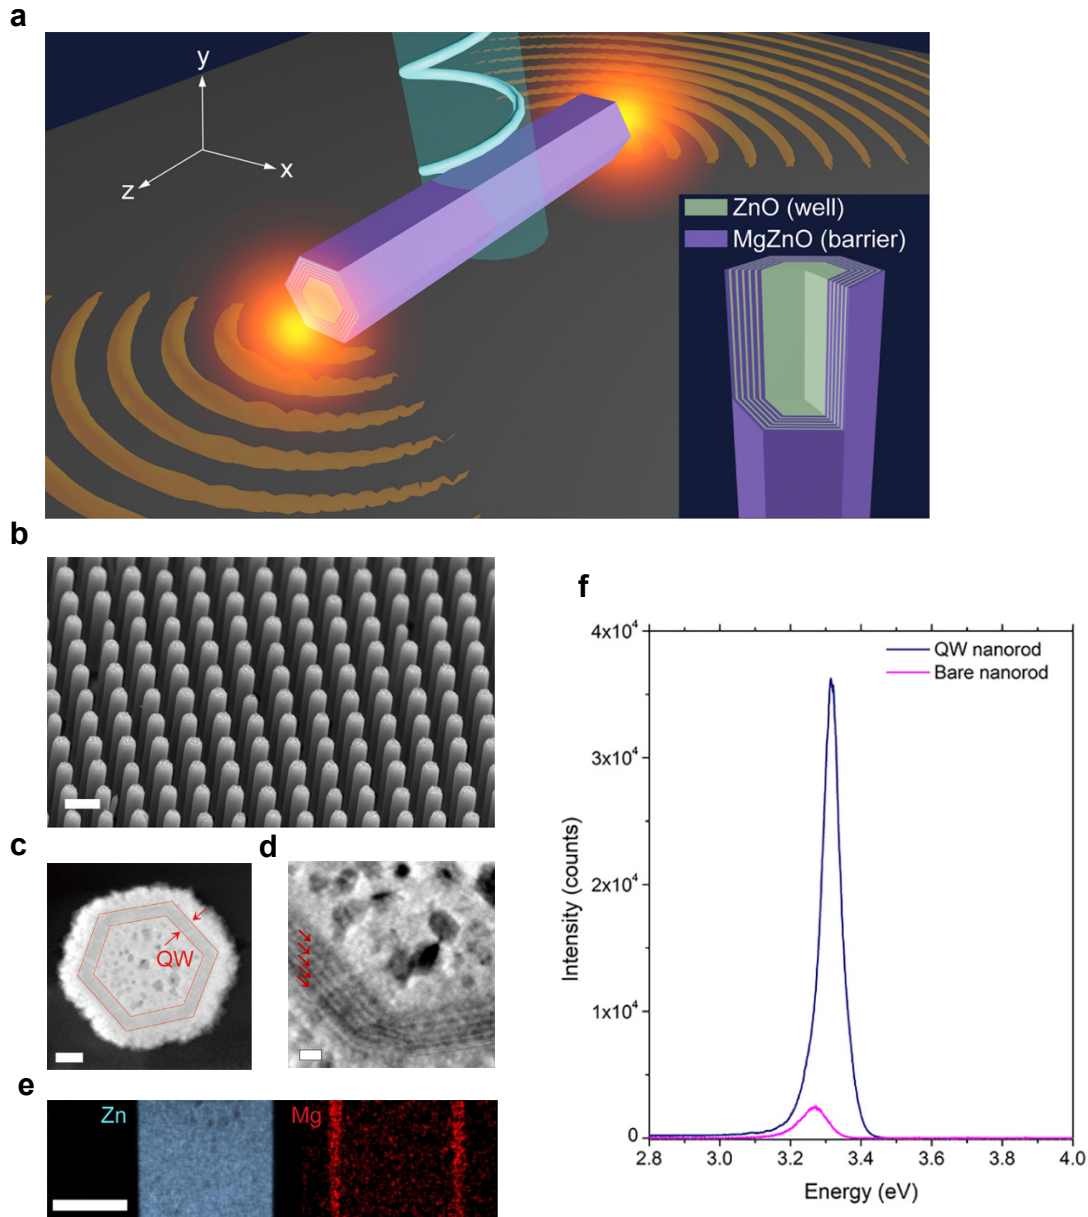 a
y
x
z
ZnO (well)
MgZnO (barrier)
b
c
QW
d
e
Zn
Mg
f
4x10⁴
3x10⁴
2x10⁴
1x10⁴
0
Intensity (counts)
QW nanorod
Bare nanorod
2.8 3.0 3.2 3.4 3.6 3.8 4.0
Energy (eV)